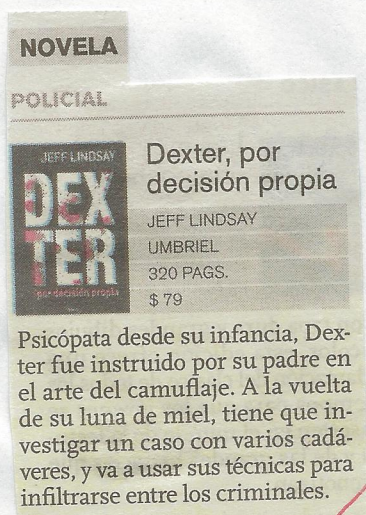 NOVELA
POLICIAL
JEFF LINDSAY
DEX
TER
por decisión propia
Dexter, por
decisión propia
JEFF LINDSAY
UMBRIEL
320 PAGS.
$ 79
Psicópata desde su infancia, Dex-
ter fue instruido por su padre en
el arte del camuflaje. A la vuelta
de su luna de miel, tiene que in-
vestigar un caso con varios cadá-
veres, y va a usar sus técnicas para
infiltrarse entre los criminales.